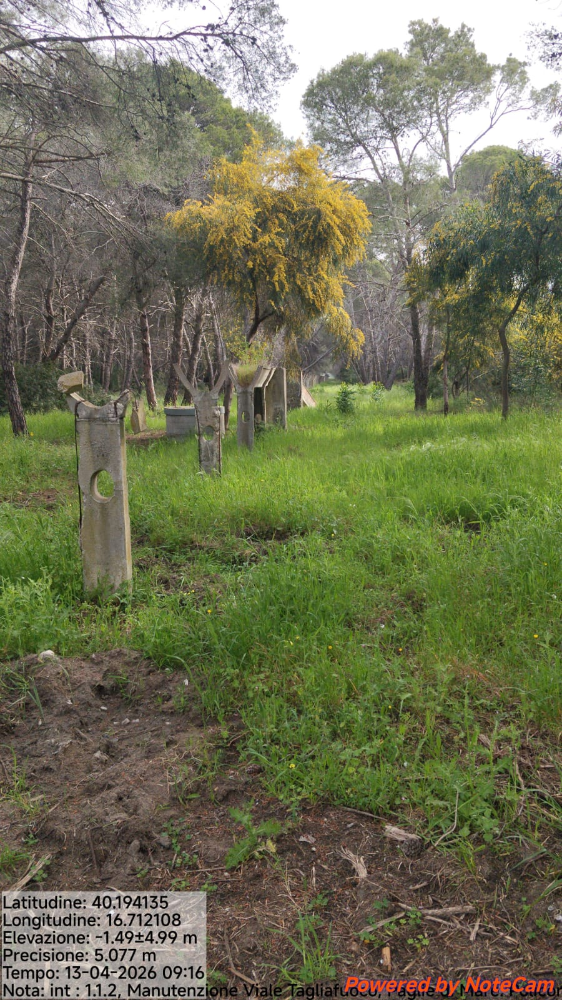 Latitudine: 40.194135
Longitudine: 16.712108
Elevazione: -1.49±4.99 m
Precisione: 5.077 m
Tempo: 13-04-2026 09:16
Nota: int : 1.1.2, Manutenzione Viale Tagliafuoco,
Powered by NoteCam